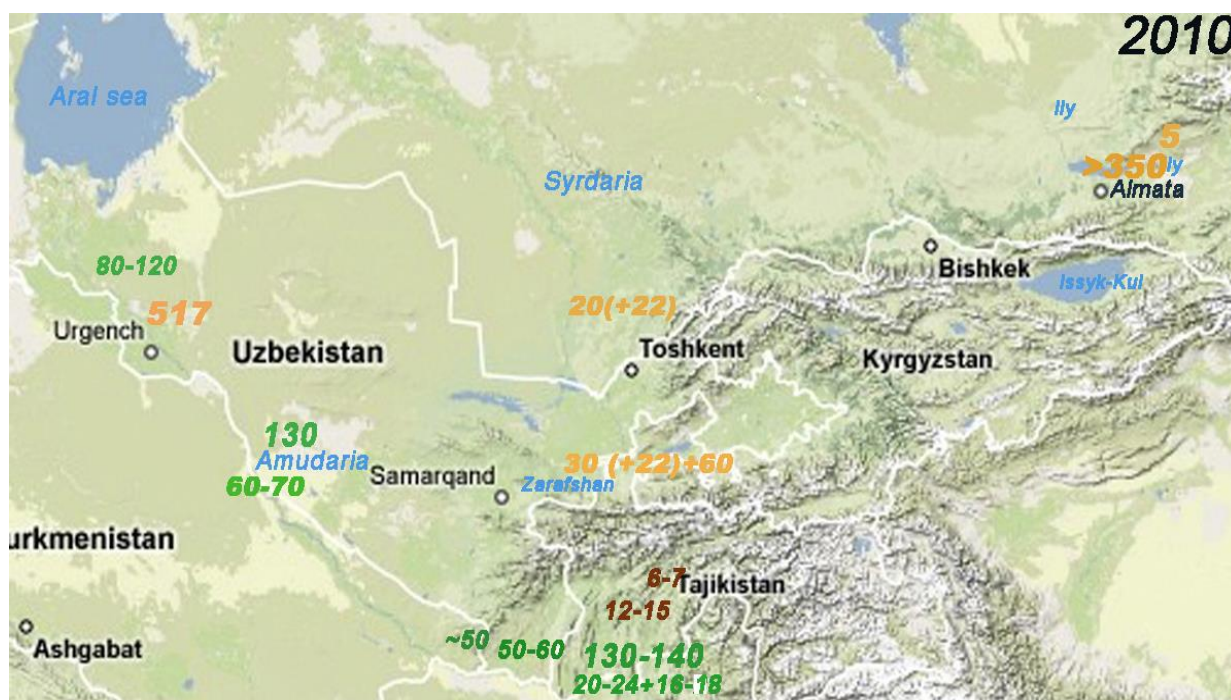 2010
Aral sea
Ily
5
>350 Ily
Almata
Syrdaria
Bishkek
80-120
Issyk-Kul
517
20(+22)
Urgench
Toshkent
Uzbekistan
Kyrgyzstan
130
Amudaria
30 (+22)+60
Samarqand
Zarafshan
60-70
urkmenistan
6-7
Tajikistan
12-15
~50
50-60
130-140
Ashgabat
20-24+16-18